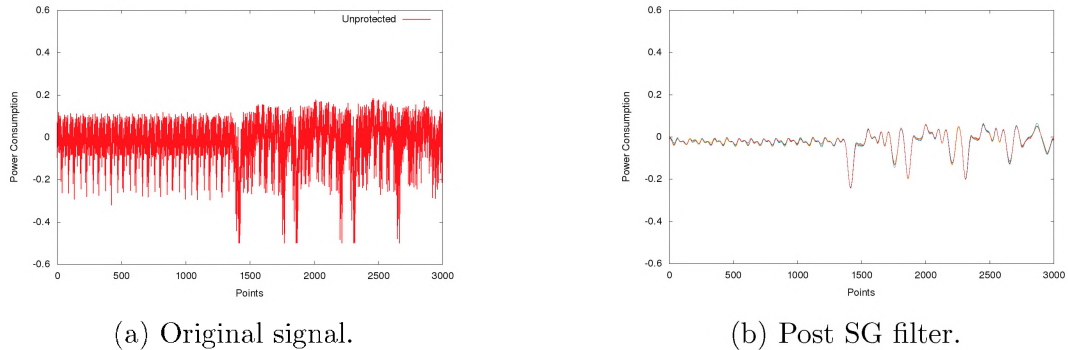 Unprotected
0.6
0.4
0.2
0
-0.2
-0.4
-0.6
Power Consumption
0 500 1000 1500 2000 2500 3000
Points
(a) Original signal.
0.6
0.4
0.2
0
-0.2
-0.4
-0.6
Power Consumption
0 500 1000 1500 2000 2500 3000
Points
(b) Post SG filter.